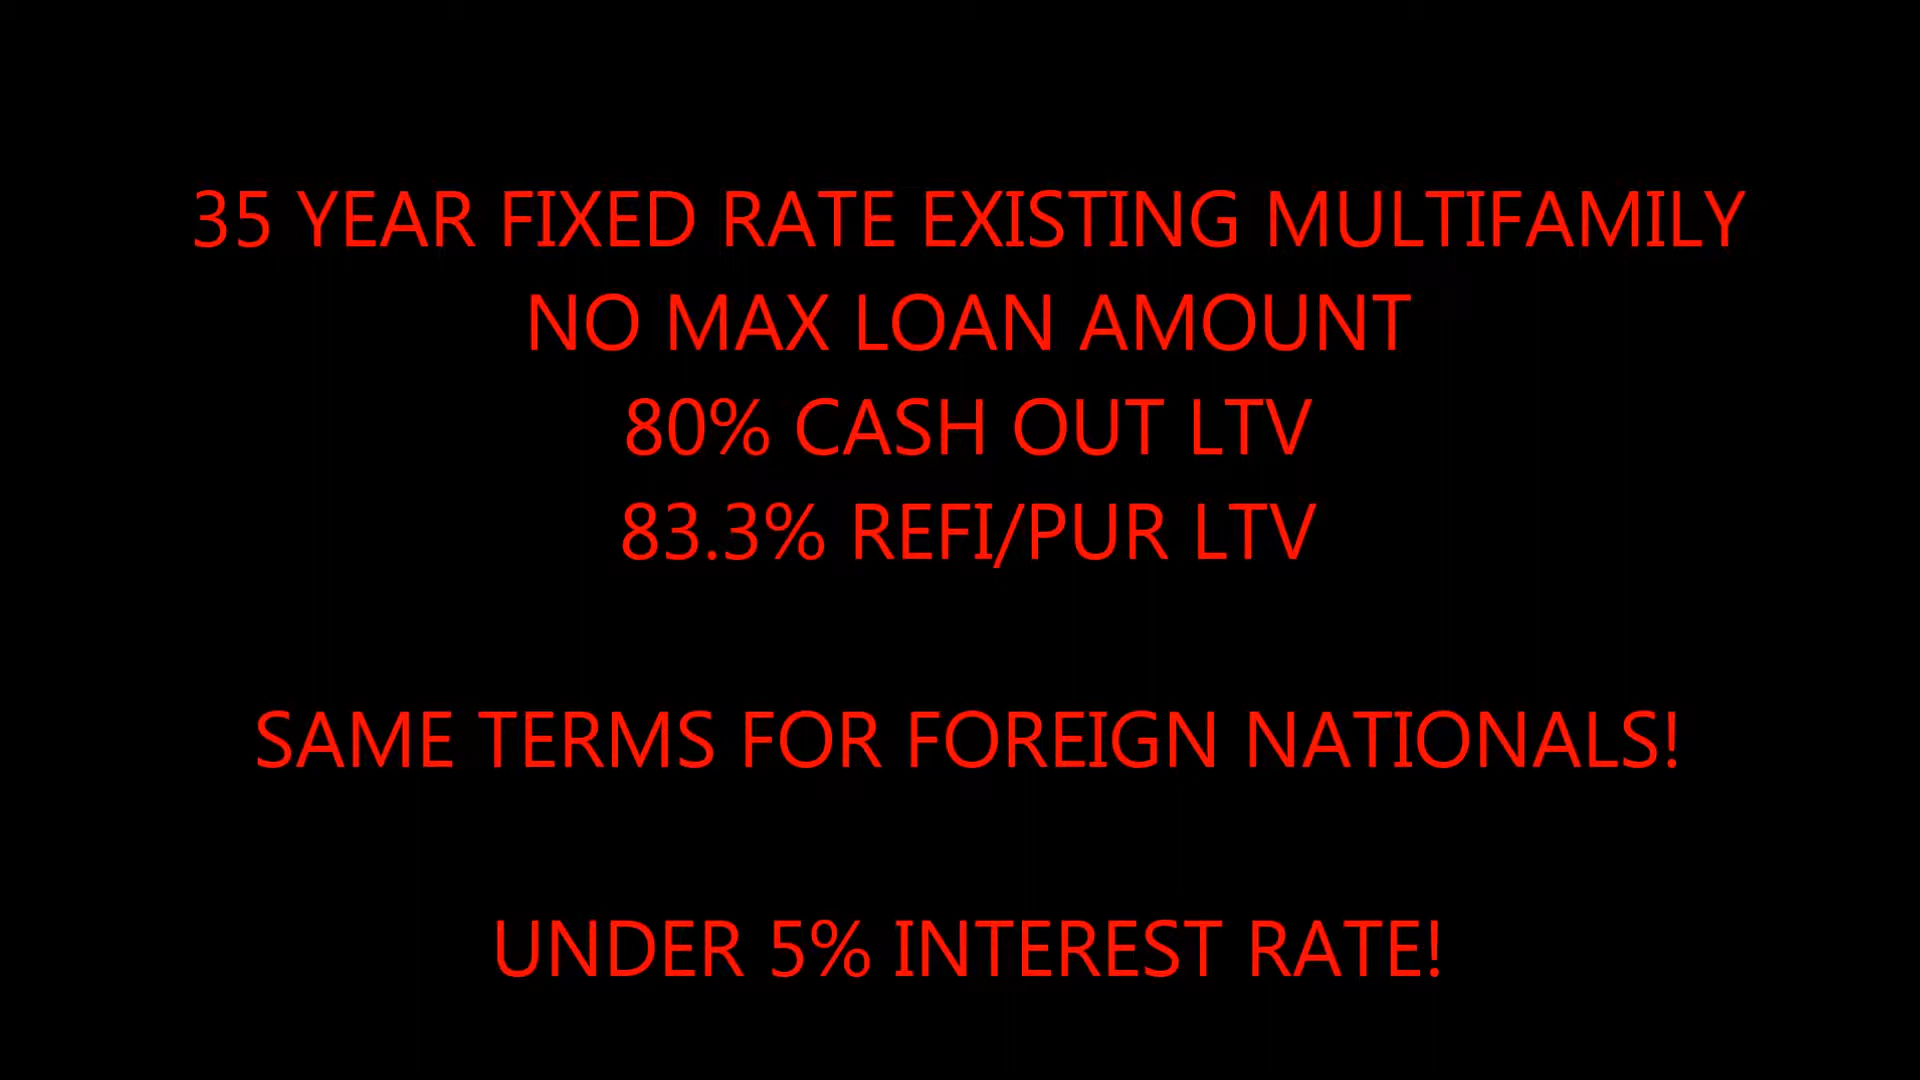 35 YEAR FIXED RATE EXISTING MULTIFAMILY
NO MAX LOAN AMOUNT
80% CASH OUT LTV
83.3% REFI/PUR LTV
SAME TERMS FOR FOREIGN NATIONALS!
UNDER 5% INTEREST RATE!